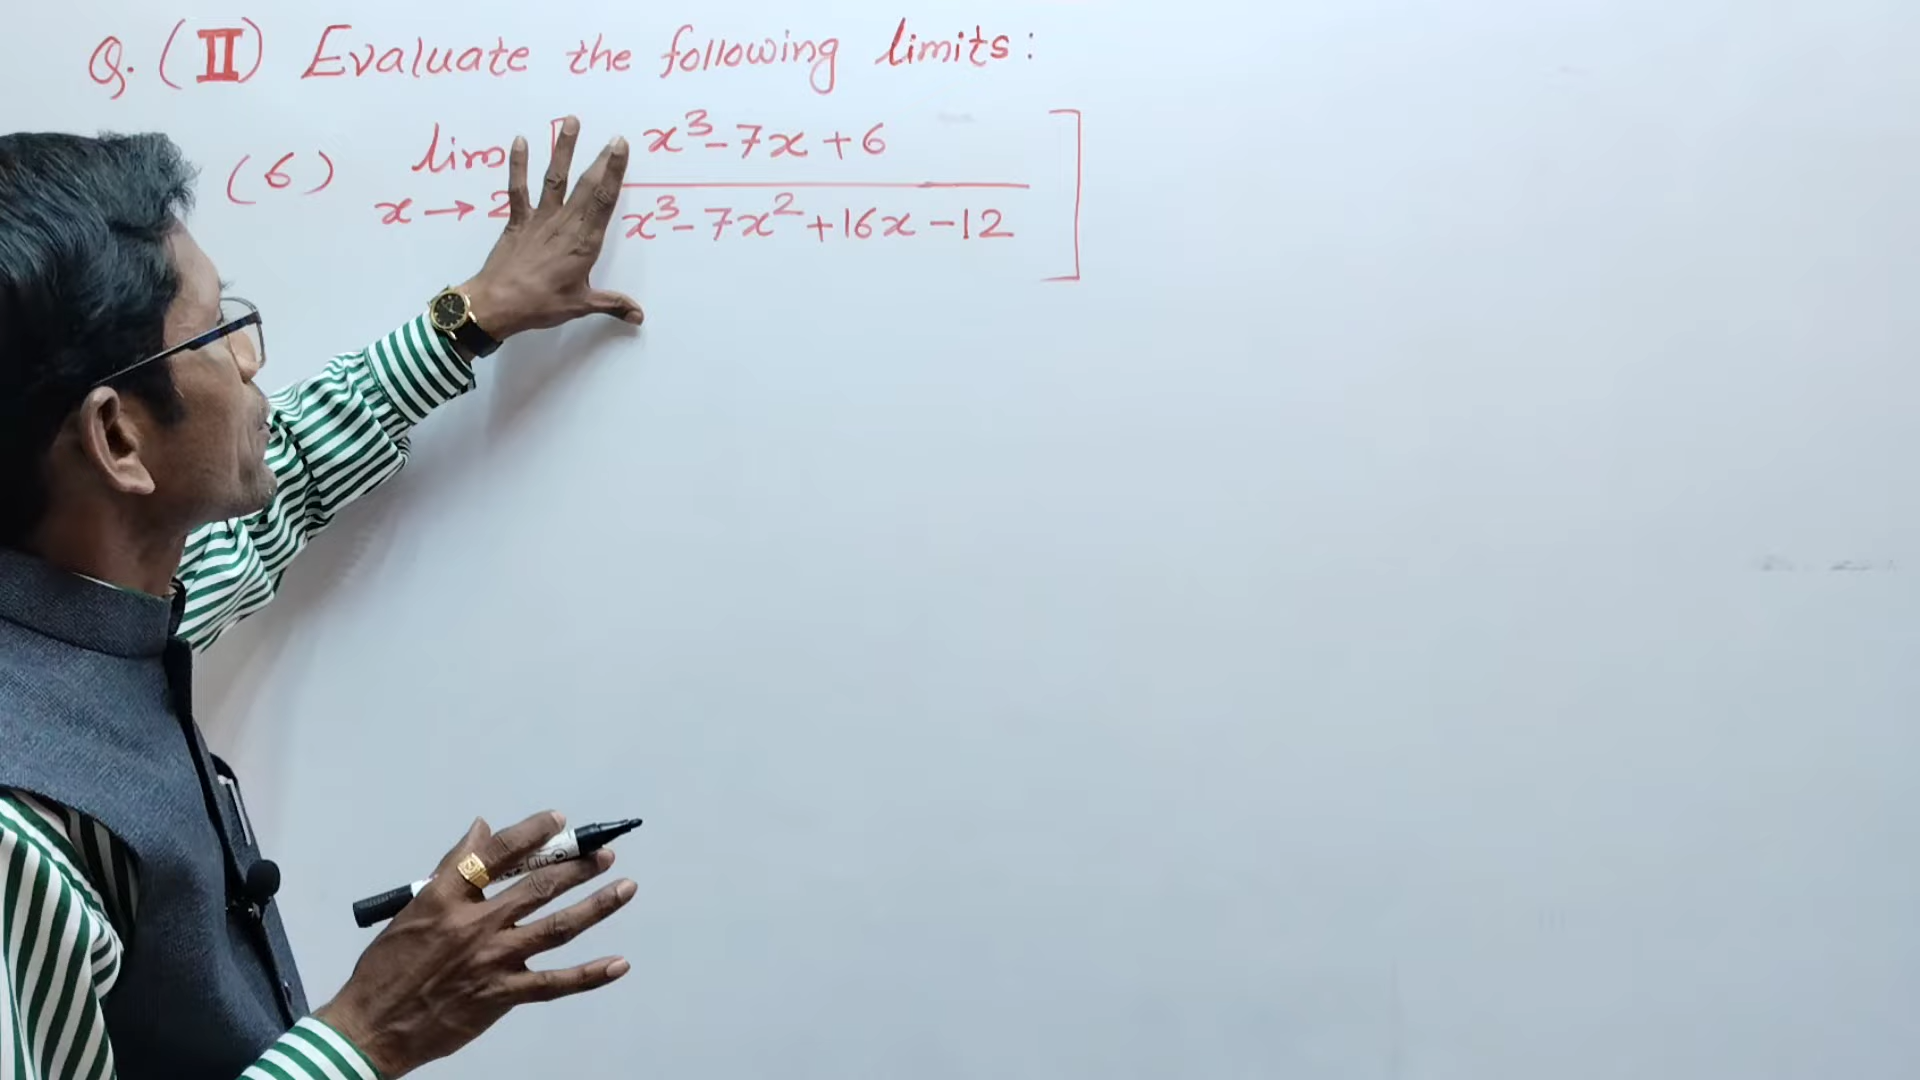 Q. (II) Evaluate the following limits :
(6) lim x→2 [ x³-7x+6 / x³-7x²+16x-12 ]